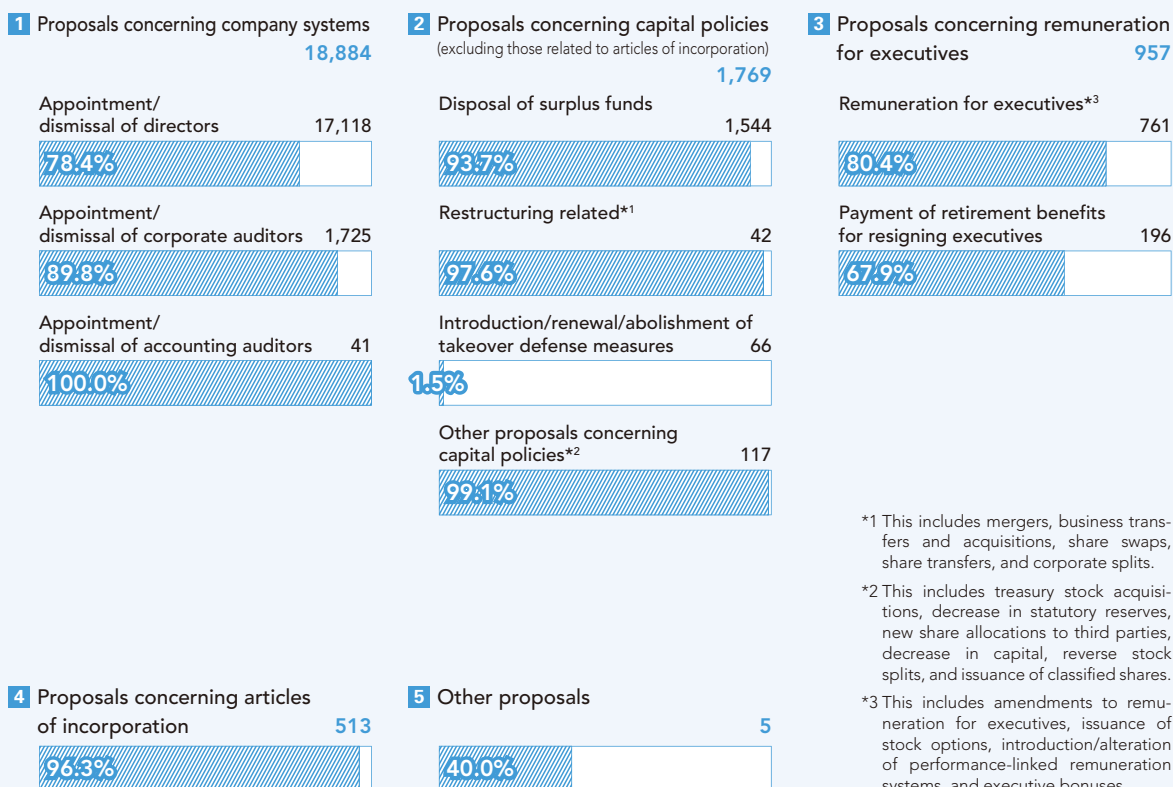 1 Proposals concerning company systems
18,884
Appointment/
dismissal of directors 17,118
78.4%
Appointment/
dismissal of corporate auditors 1,725
89.8%
Appointment/
dismissal of accounting auditors 41
100.0%
2 Proposals concerning capital policies
(excluding those related to articles of incorporation)
1,769
Disposal of surplus funds
1,544
93.7%
Restructuring related*1
42
97.6%
Introduction/renewal/abolishment of
takeover defense measures 66
1.5%
Other proposals concerning
capital policies*2 117
99.1%
3 Proposals concerning remuneration
for executives 957
Remuneration for executives*3
761
80.4%
Payment of retirement benefits
for resigning executives 196
67.9%
4 Proposals concerning articles
of incorporation 513
96.3%
5 Other proposals
5
40.0%
*1 This includes mergers, business trans-
fers and acquisitions, share swaps,
share transfers, and corporate splits.
*2 This includes treasury stock acquisi-
tions, decrease in statutory reserves,
new share allocations to third parties,
decrease in capital, reverse stock
splits, and issuance of classified shares.
*3 This includes amendments to remu-
neration for executives, issuance of
stock options, introduction/alteration
of performance-linked remuneration
systems, and executive bonuses.